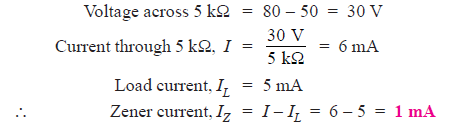 Voltage across 5 kΩ = 80 – 50 = 30 V
Current through 5 kΩ, I = 30 V / 5 kΩ = 6 mA
Load current, I_L = 5 mA
∴ Zener current, I_Z = I – I_L = 6 – 5 = 1 mA